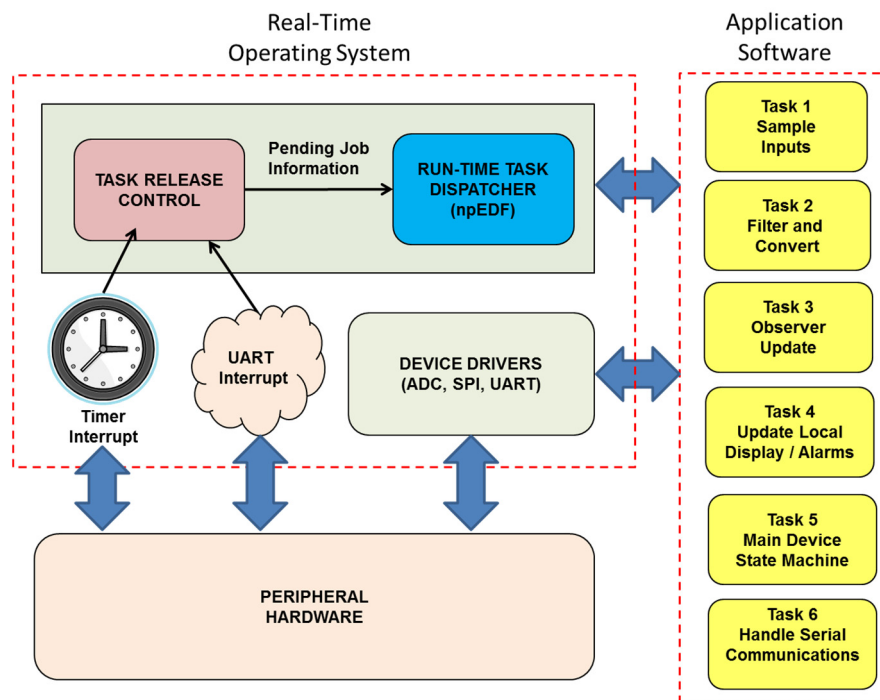 Real-Time
Operating System
Application
Software
TASK RELEASE
CONTROL
Pending Job
Information
RUN-TIME TASK
DISPATCHER
(npEDF)
Timer
Interrupt
UART
Interrupt
DEVICE DRIVERS
(ADC, SPI, UART)
PERIPHERAL
HARDWARE
Task 1
Sample
Inputs
Task 2
Filter and
Convert
Task 3
Observer
Update
Task 4
Update Local
Display / Alarms
Task 5
Main Device
State Machine
Task 6
Handle Serial
Communications